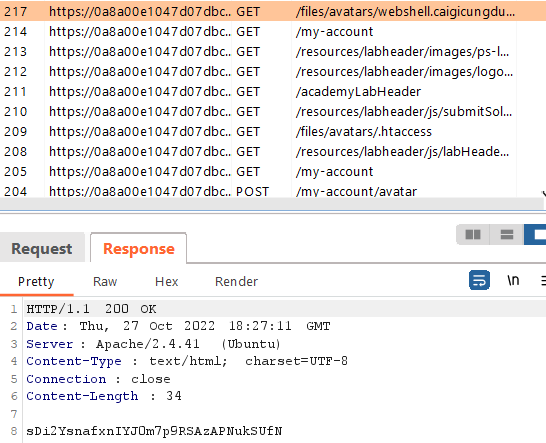 217 https://0a8a00e1047d07dbc... GET /files/avatars/webshell.caigicungdu...
214 https://0a8a00e1047d07dbc... GET /my-account
213 https://0a8a00e1047d07dbc... GET /resources/labheader/images/ps-l...
212 https://0a8a00e1047d07dbc... GET /resources/labheader/images/logo...
211 https://0a8a00e1047d07dbc... GET /academyLabHeader
210 https://0a8a00e1047d07dbc... GET /resources/labheader/js/submitSol...
209 https://0a8a00e1047d07dbc... GET /files/avatars/.htaccess
208 https://0a8a00e1047d07dbc... GET /resources/labheader/js/labHeade...
205 https://0a8a00e1047d07dbc... GET /my-account
204 https://0a8a00e1047d07dbc... POST /my-account/avatar
Request Response
Pretty Raw Hex Render \n
1 HTTP/1.1 200 OK
2 Date: Thu, 27 Oct 2022 18:27:11 GMT
3 Server: Apache/2.4.41 (Ubuntu)
4 Content-Type: text/html; charset=UTF-8
5 Connection: close
6 Content-Length: 34
7
8 sDi2YsnafxnIYJ0m7p9RSAzAPNukSUfN